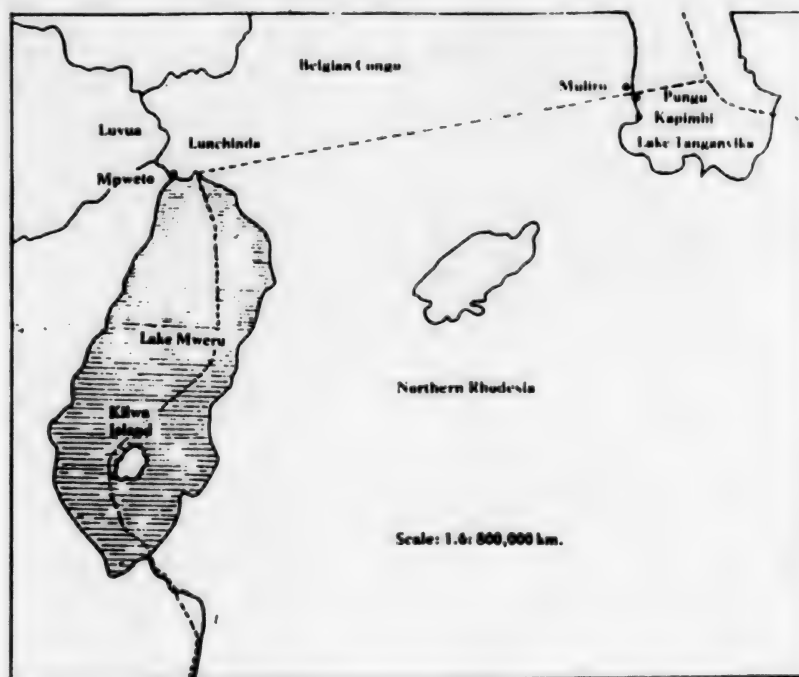 Belgian Congo
Muliro
Pungu
Kapimbi
Lake Tanganyika
Luvua
Lunchinda
Mpweto
Lake Mweru
Northern Rhodesia
Kilwa
Island
Scale: 1.6: 800,000 km.